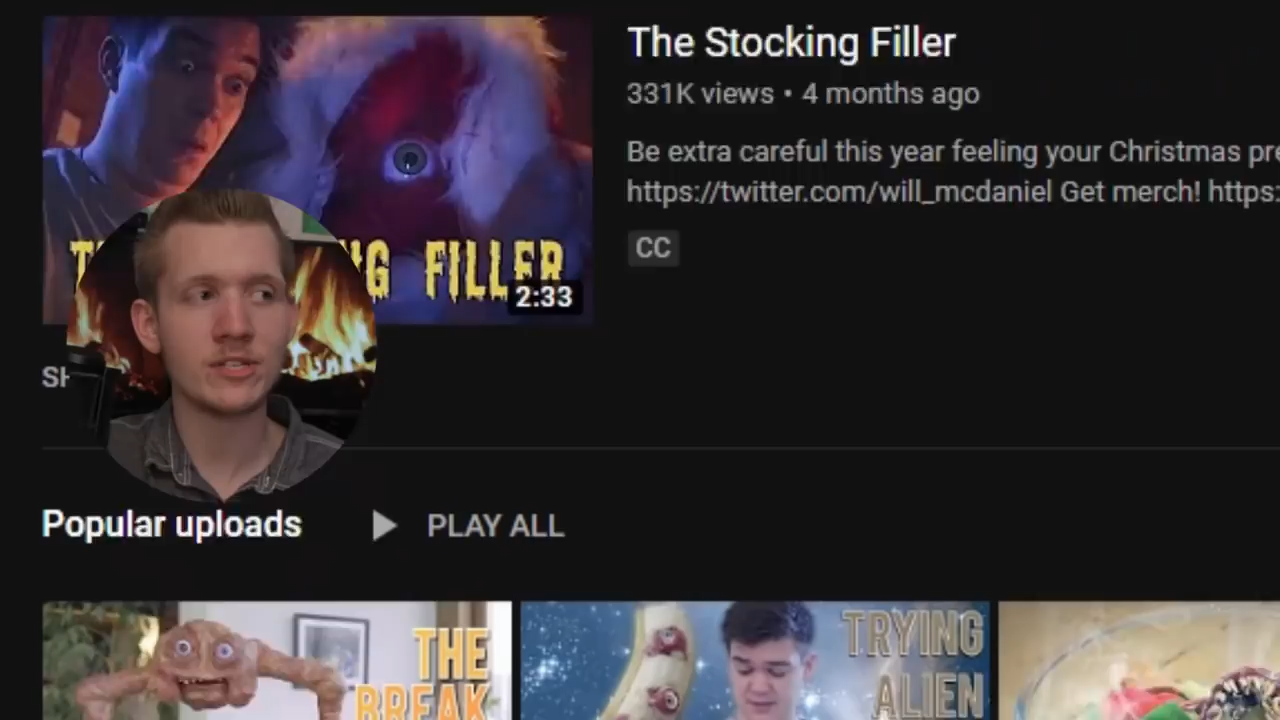 The Stocking Filler
331K views • 4 months ago
Be extra careful this year feeling your Christmas
https://twitter.com/will_mcdaniel Get merch! https:
CC
FILLER
2:33
Popular uploads
PLAY ALL
THE
BREAK
TRYING
ALIEN